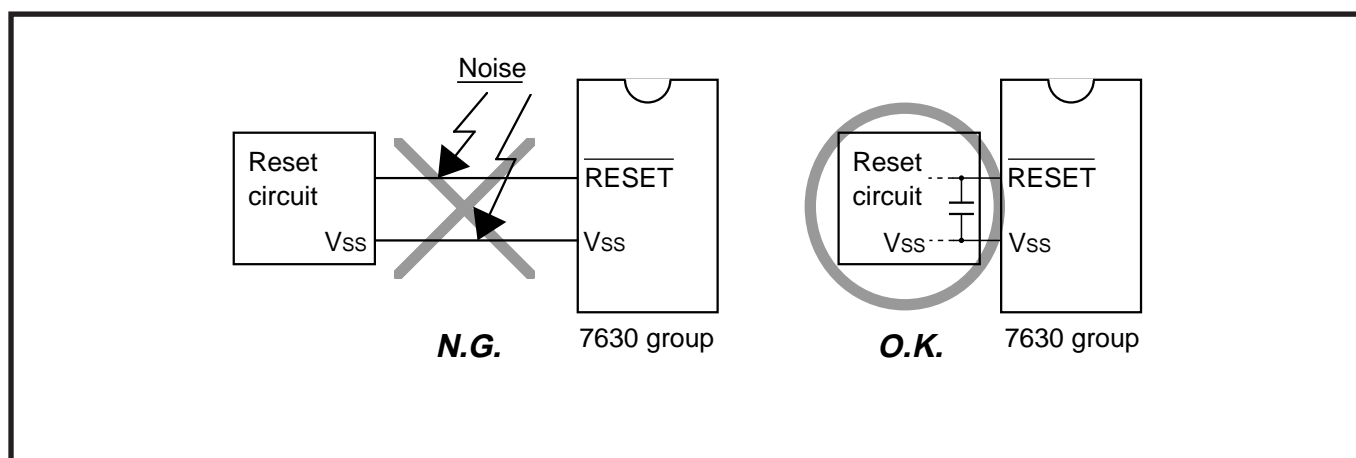 Noise
Reset
circuit
VSS
RESET
VSS
N.G.
7630 group
Reset
circuit
VSS
RESET
VSS
O.K.
7630 group